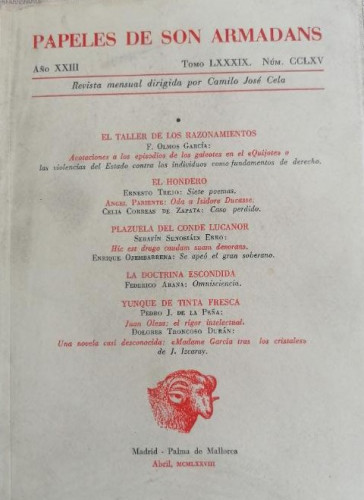 PAPELES DE SON ARMADANS
AÑO XXIII TOMO LXXXIX. NÚM. CCLXV
Revista mensual dirigida por Camilo José Cela
EL TALLER DE LOS RAZONAMIENTOS
F. OLMOS GARCÍA:
Acotaciones a los episodios de los galeotes en el «Quijote» o
las violencias del Estado contra los individuos como fundamentos de derecho.
EL HONDERO
ERNESTO TREJO: Siete poemas.
ANGEL PARIENTE: Oda a Isidore Ducasse.
CELIA CORREAS DE ZAPATA: Caso perdido.
PLAZUELA DEL CONDE LUCANOR
SERAFÍN SENOSIÁIN ERRO:
Hic est draco caudam suam devorans.
ENRIQUE OJEMBARRENA: Se apeó el gran soberano.
LA DOCTRINA ESCONDIDA
FEDERICO ARANA: Omnisciencia.
YUNQUE DE TINTA FRESCA
PEDRO J. DE LA PEÑA:
Juan Oleza: el rigor intelectual.
DOLORES TRONCOSO DURÁN:
Una novela casi desconocida: «Madame García tras los cristales»
de J. Izcaray.
Madrid - Palma de Mallorca
Abril, MCMLXXVIII